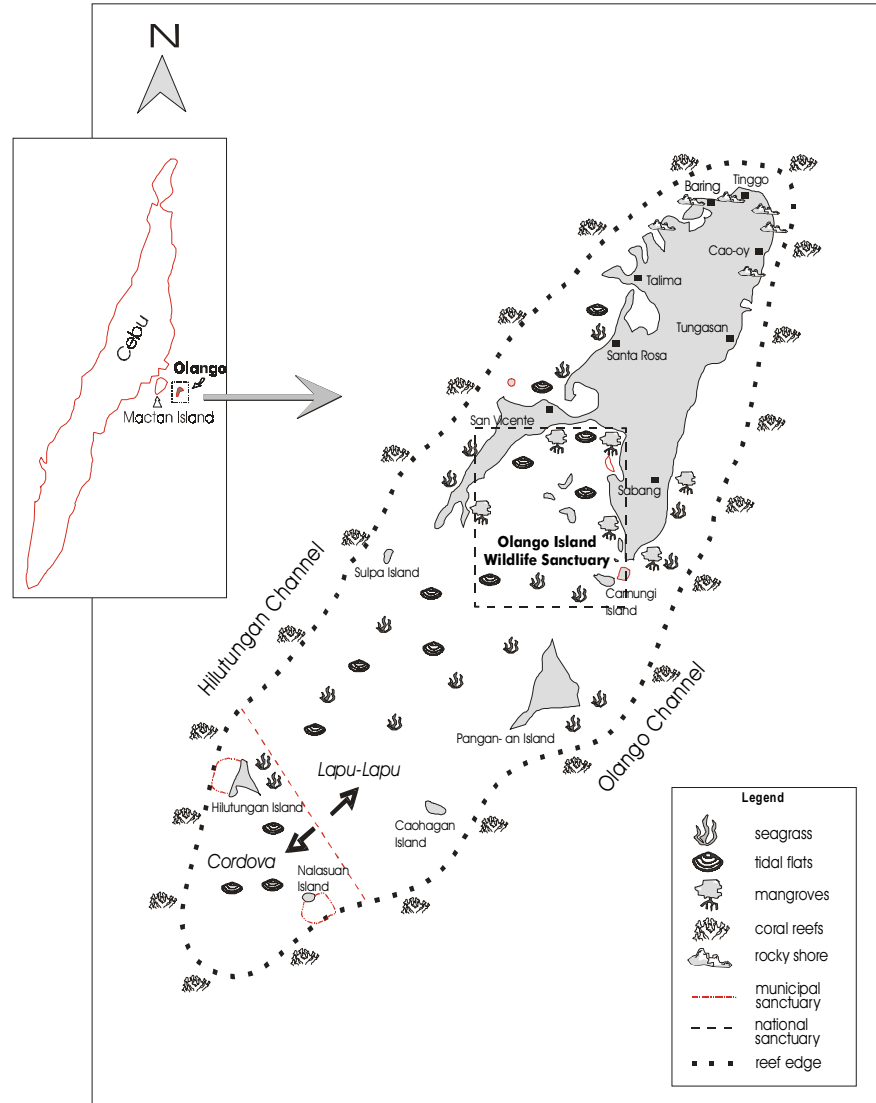 N
Cebu
Olango
Mactan Island
Baring
Tinggo
Cao-oy
Talima
Tungasan
Santa Rosa
San Vicente
Sabang
Olango Island
Wildlife Sanctuary
Sulpa Island
Camungi
Island
Hilutungan Channel
Pangan- an Island
Olango Channel
Lapu-Lapu
Hilutungan Island
Caohagan
Island
Cordova
Nalasuan
Island
Legend
seagrass
tidal flats
mangroves
coral reefs
rocky shore
municipal
sanctuary
national
sanctuary
reef edge